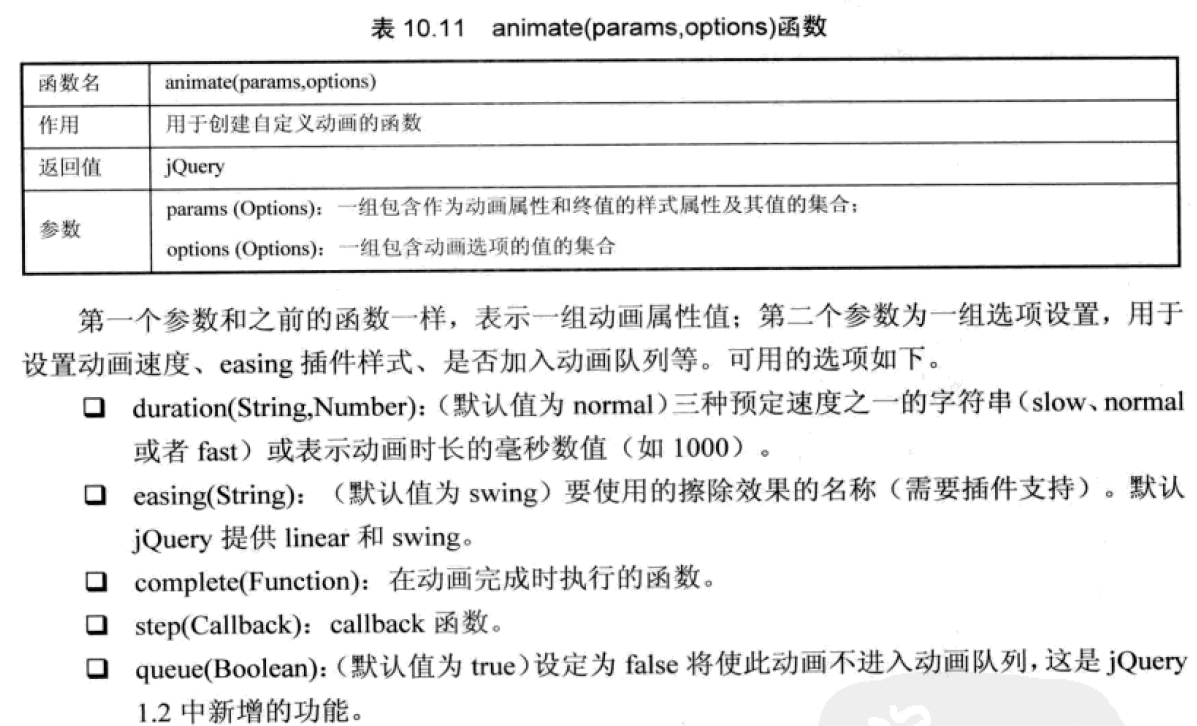 表 10.11 animate(params,options)函数
函数名 animate(params,options)
作用 用于创建自定义动画的函数
返回值 jQuery
参数 params (Options)：一组包含作为动画属性和终值的样式属性及其值的集合；
options (Options)：一组包含动画选项的值的集合
第一个参数和之前的函数一样，表示一组动画属性值；第二个参数为一组选项设置，用于
设置动画速度、easing 插件样式、是否加入动画队列等。可用的选项如下。
❑ duration(String,Number)：（默认值为 normal）三种预定速度之一的字符串（slow、normal
或者 fast）或表示动画时长的毫秒数值（如 1000）。
❑ easing(String)：（默认值为 swing）要使用的擦除效果的名称（需要插件支持）。默认
jQuery 提供 linear 和 swing。
❑ complete(Function)：在动画完成时执行的函数。
❑ step(Callback)：callback 函数。
❑ queue(Boolean)：（默认值为 true）设定为 false 将使此动画不进入动画队列，这是 jQuery
1.2 中新增的功能。